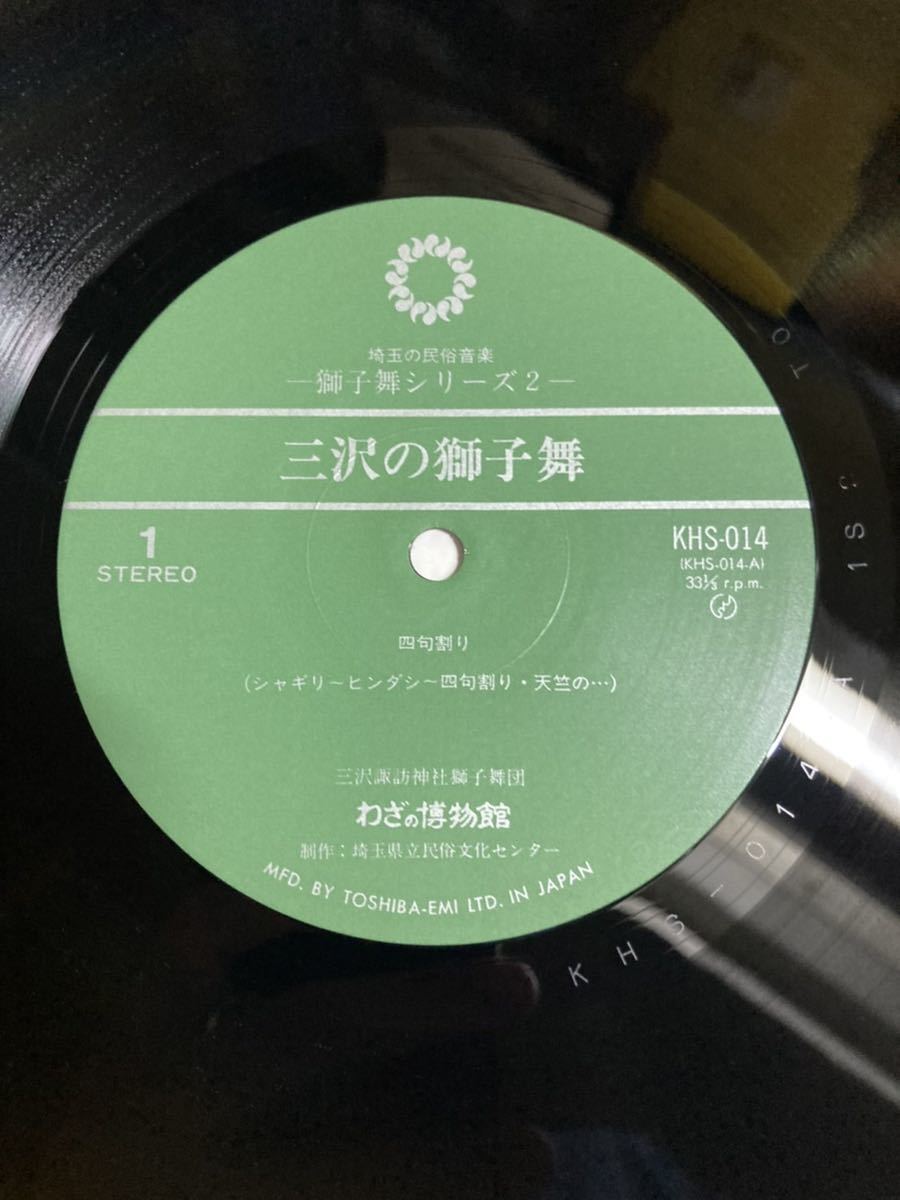 埼玉の民俗音楽
―獅子舞シリーズ2―
三沢の獅子舞
1
STEREO
KHS-014
(KHS-014-A)
33⅓ r.p.m.
四句割り
(シャギリ~ヒンダシ~四句割り・天竺の…)
三沢諏訪神社獅子舞団
わざの博物館
制作:埼玉県立民俗文化センター
MFD. BY TOSHIBA-EMI LTD. IN JAPAN
KHS-014 A 1S